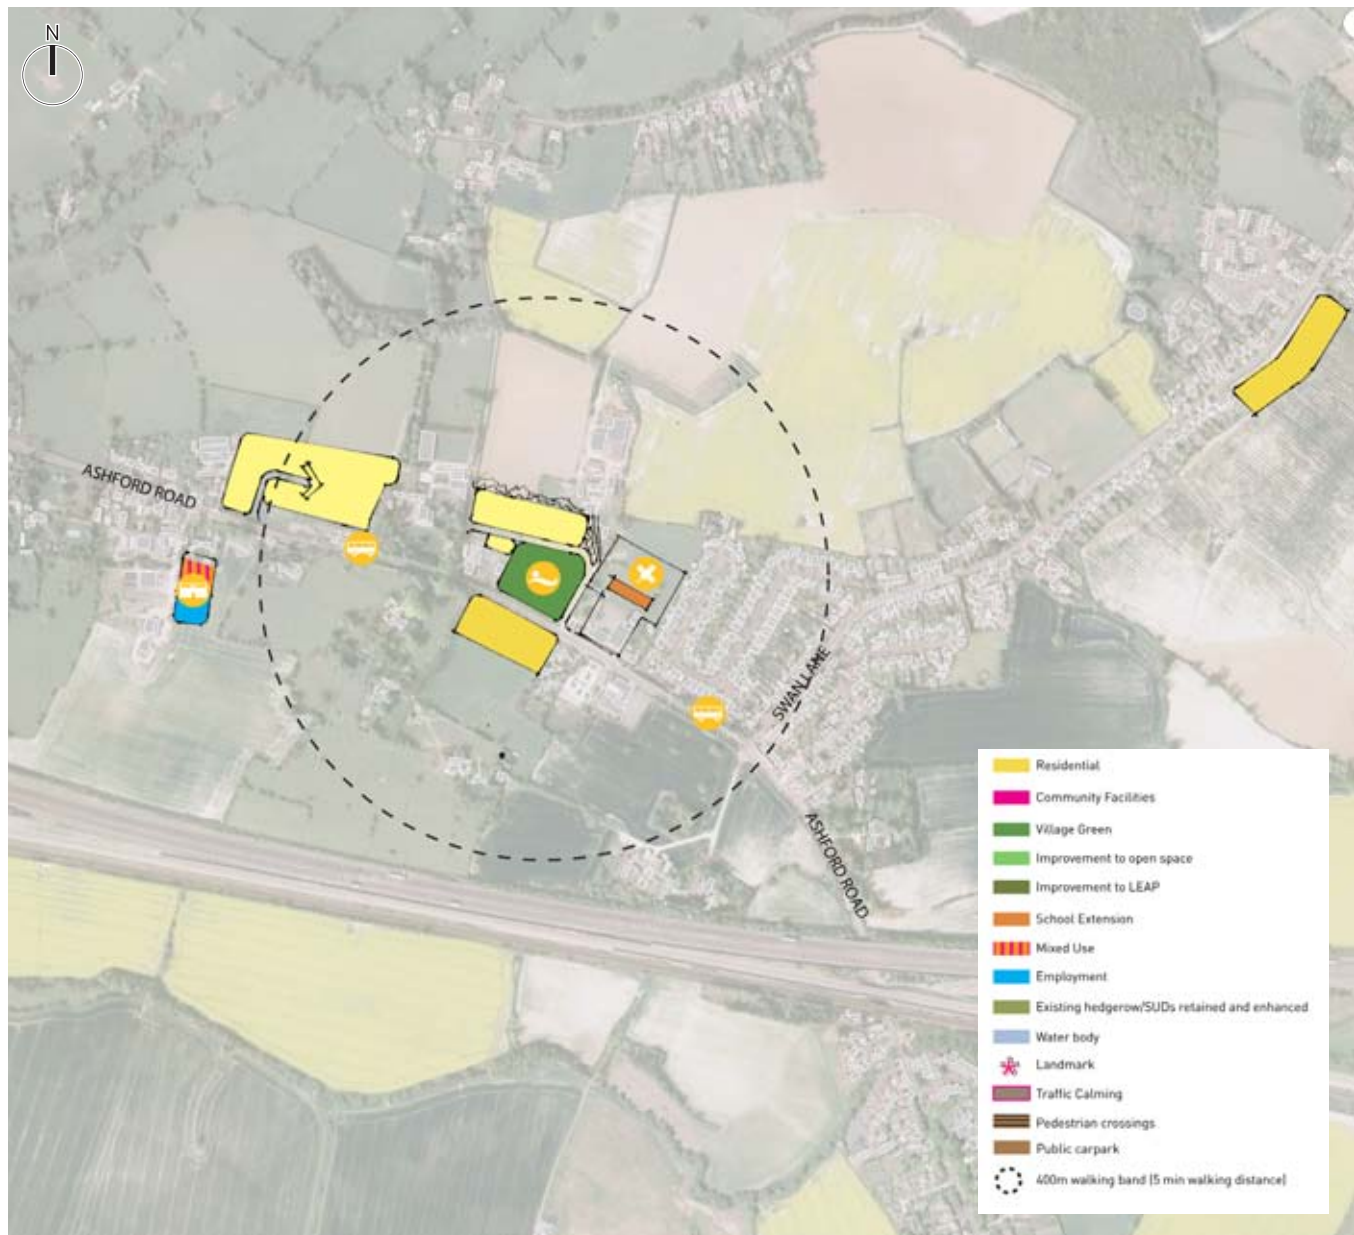 N
ASHFORD ROAD
SWAN LANE
ASHFORD ROAD
Residential
Community Facilities
Village Green
Improvement to open space
Improvement to LEAP
School Extension
Mixed Use
Employment
Existing hedgerow/SUDs retained and enhanced
Water body
Landmark
Traffic Calming
Pedestrian crossings
Public carpark
400m walking band (5 min walking distance)